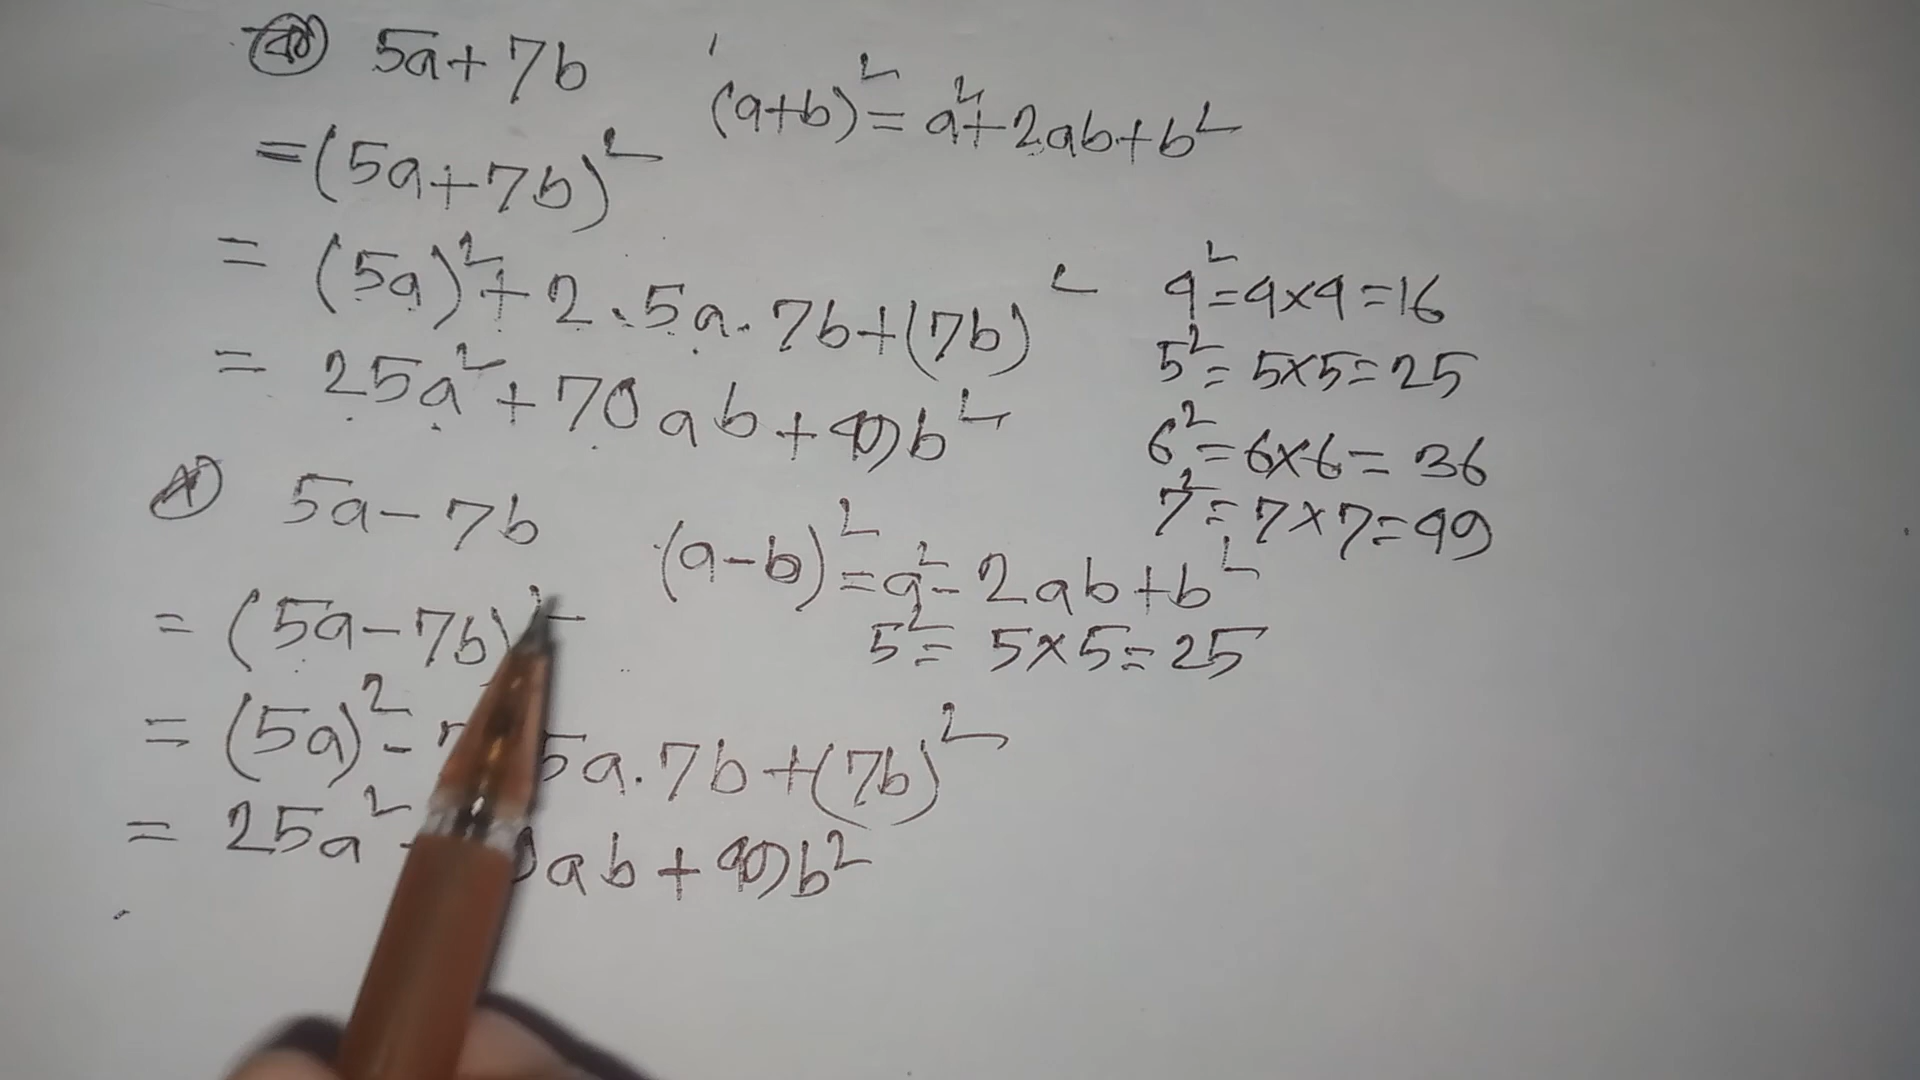 5a+7b
(a+b)²=a²+2ab+b²
=(5a+7b)²
= (5a)²+2.5a.7b+(7b)²
= 25a²+70ab+49b²
4²=4×4=16
5²=5×5=25
6²=6×6=36
7²=7×7=49
5a-7b
(a-b)²=a²-2ab+b²
5²= 5×5=25
= (5a-7b)²
= (5a)²- 5a.7b+(7b)²
= 25a² ab+49b²